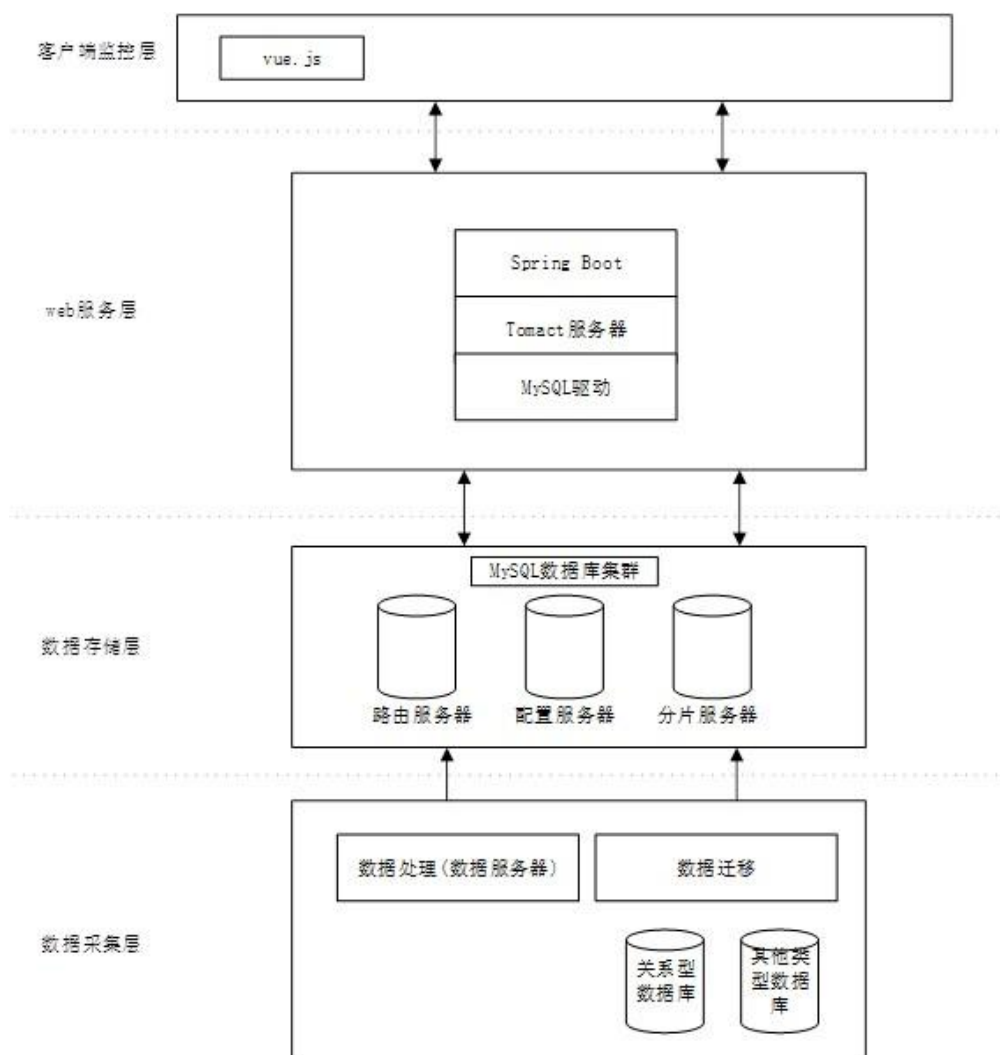 客户端监控层
vue.js
web服务层
Spring Boot
Tomact服务器
MySQL驱动
MySQL数据库集群
数据存储层
路由服务器
配置服务器
分片服务器
数据处理(数据服务器)
数据迁移
数据采集层
关系型
数据库
其他类
型数据
库